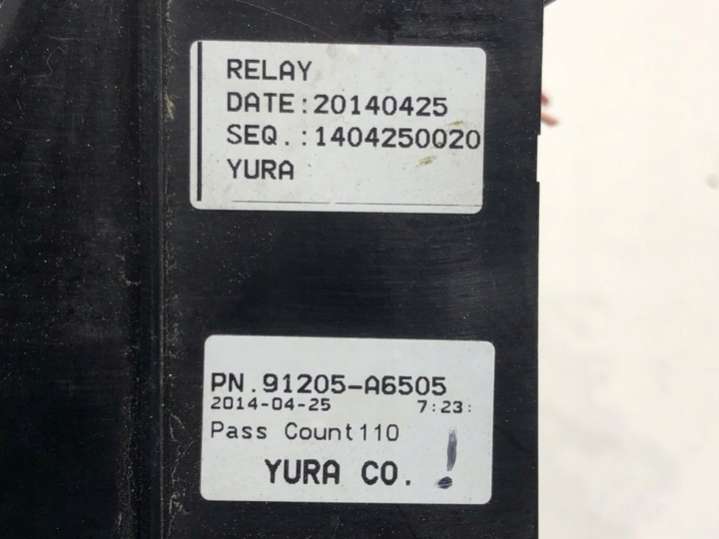 RELAY
DATE:20140425
SEQ.:1404250020
YURA
PN.91205-A6505
2014-04-25 7:23:
Pass Count110
YURA CO. !